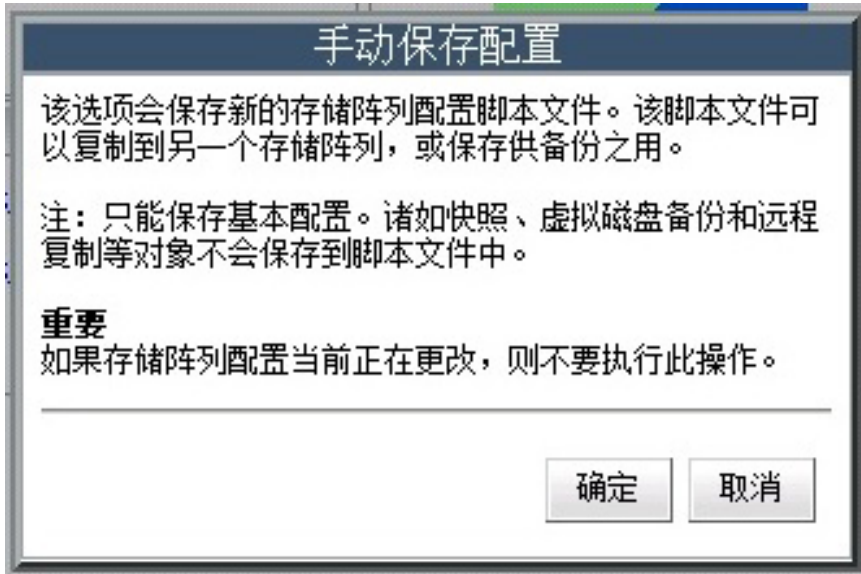 手动保存配置
该选项会保存新的存储阵列配置脚本文件。该脚本文件可
以复制到另一个存储阵列，或保存供备份之用。
注：只能保存基本配置。诸如快照、虚拟磁盘备份和远程
复制等对象不会保存到脚本文件中。
重要
如果存储阵列配置当前正在更改，则不要执行此操作。
确定
取消